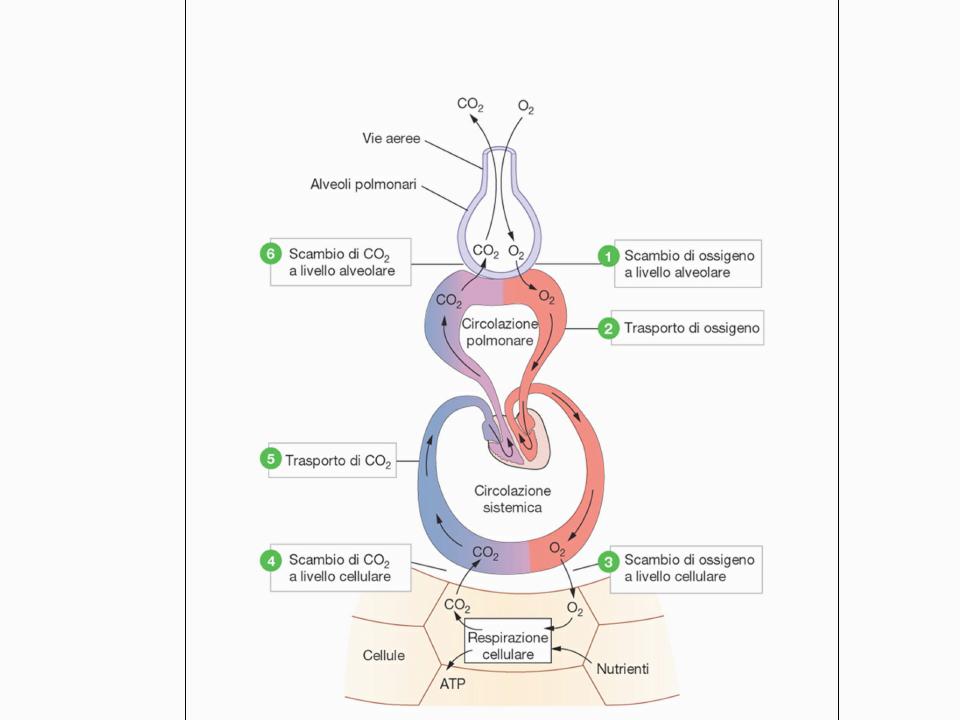 CO₂
O₂
Vie aeree
Alveoli polmonari
6 Scambio di CO₂
a livello alveolare
CO₂ O₂
1 Scambio di ossigeno
a livello alveolare
CO₂
O₂
Circolazione
polmonare
2 Trasporto di ossigeno
5 Trasporto di CO₂
Circolazione
sistemica
4 Scambio di CO₂
a livello cellulare
CO₂
O₂
3 Scambio di ossigeno
a livello cellulare
CO₂
O₂
Respirazione
cellulare
Cellule
Nutrienti
ATP